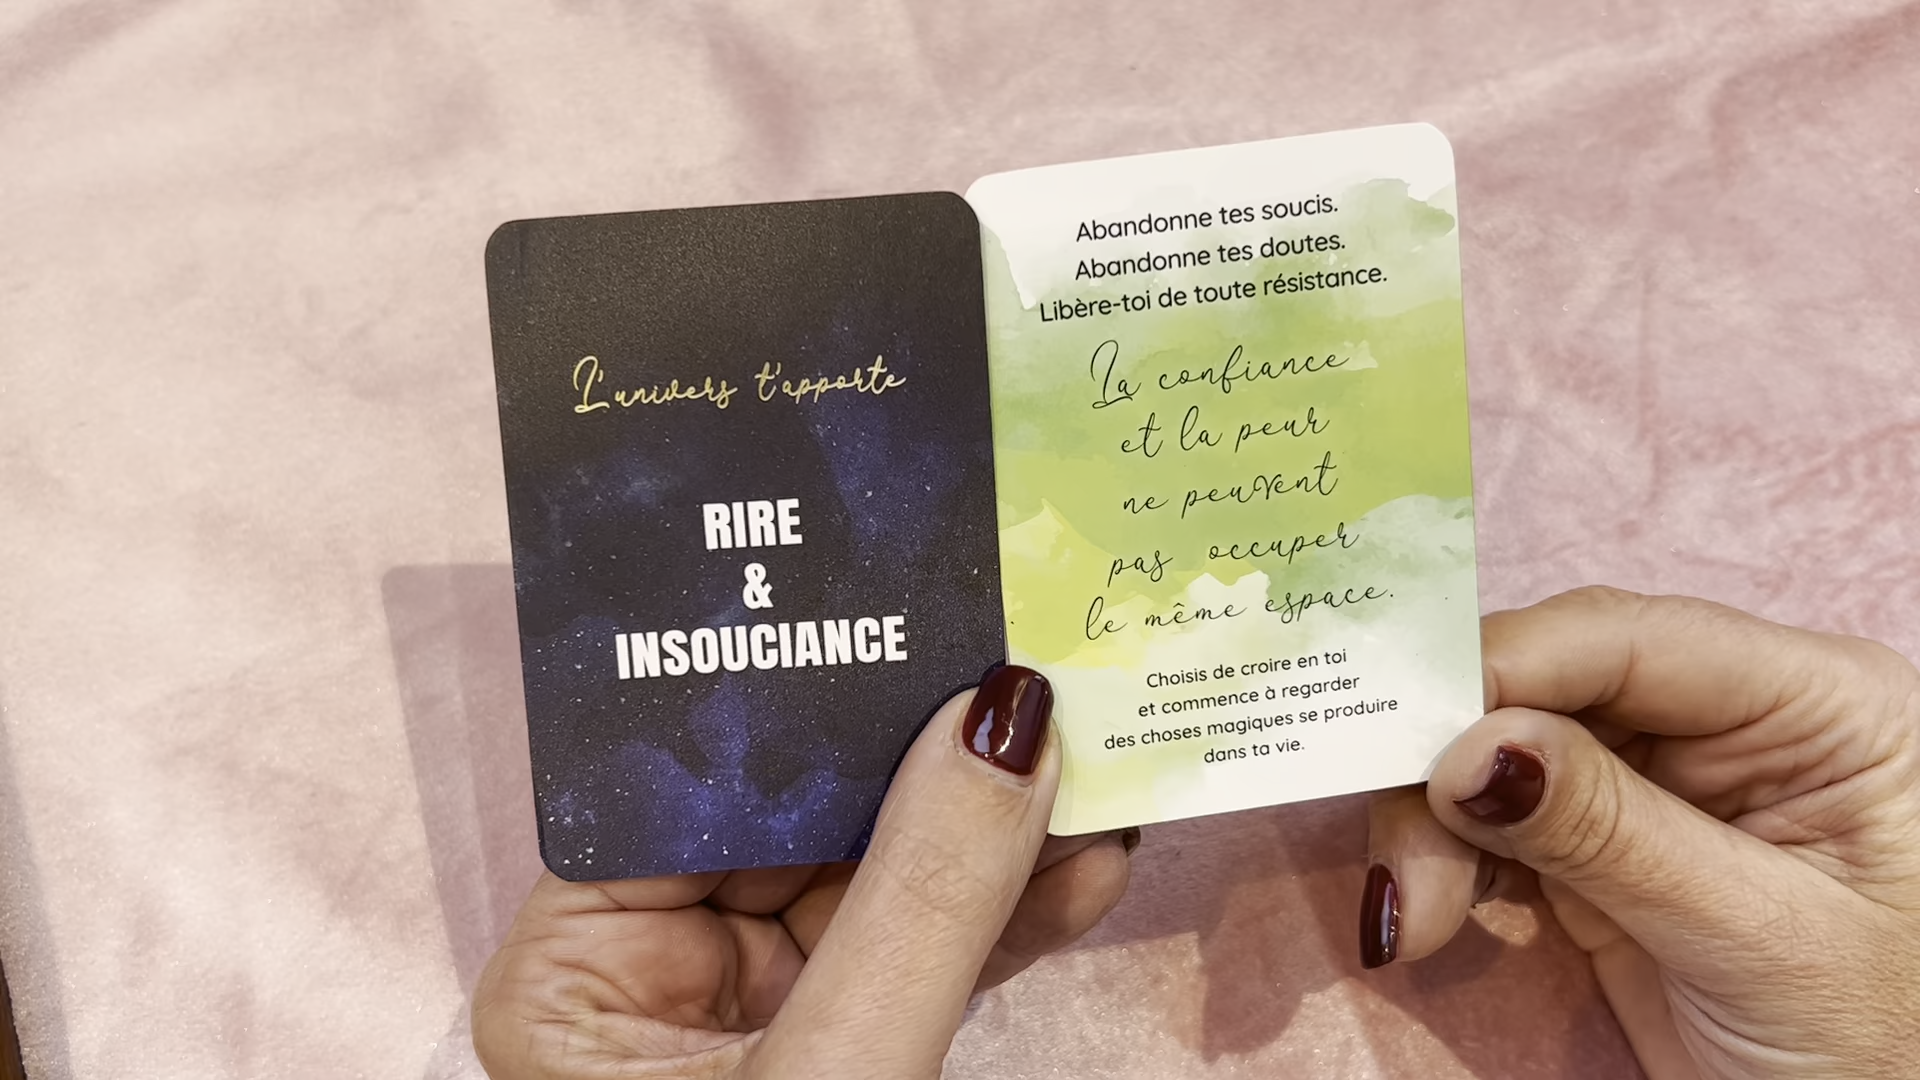 L'univers t'apporte
RIRE
&
INSOUCIANCE
Abandonne tes soucis.
Abandonne tes doutes.
Libère-toi de toute résistance.
La confiance
et la peur
ne peuvent
pas occuper
le même espace.
Choisis de croire en toi
et commence à regarder
des choses magiques se produire
dans ta vie.